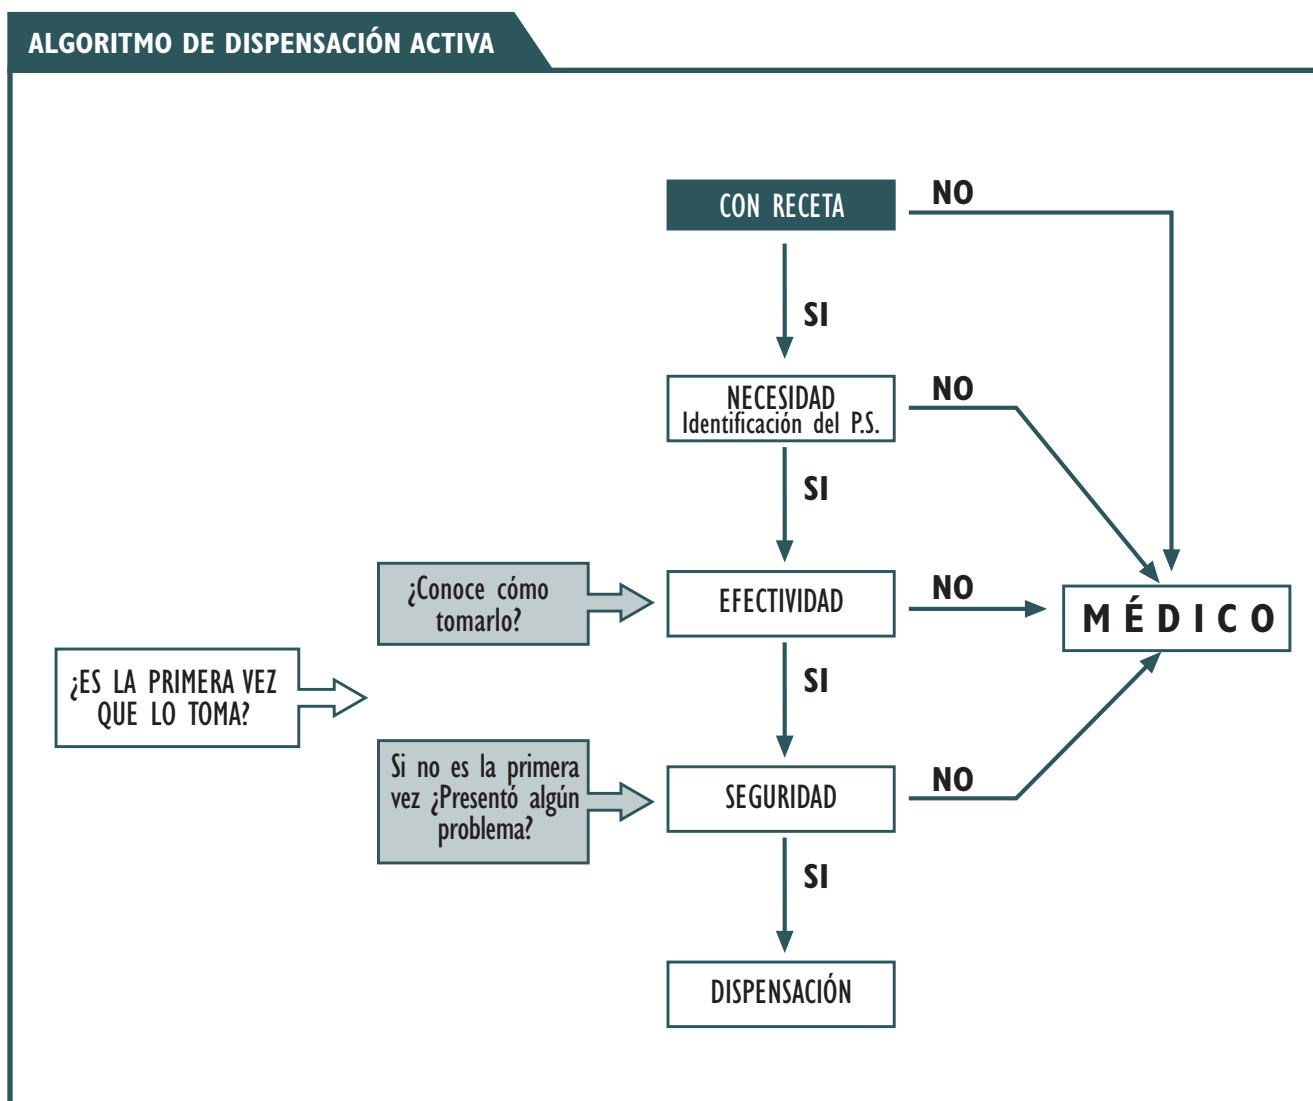 ALGORITMO DE DISPENSACIÓN ACTIVA
CON RECETA
NO
SI
NECESIDAD
Identificación del P.S.
NO
SI
¿Conoce cómo
tomarlo?
EFECTIVIDAD
NO
MÉDICO
¿ES LA PRIMERA VEZ
QUE LO TOMA?
SI
Si no es la primera
vez ¿Presentó algún
problema?
SEGURIDAD
NO
SI
DISPENSACIÓN